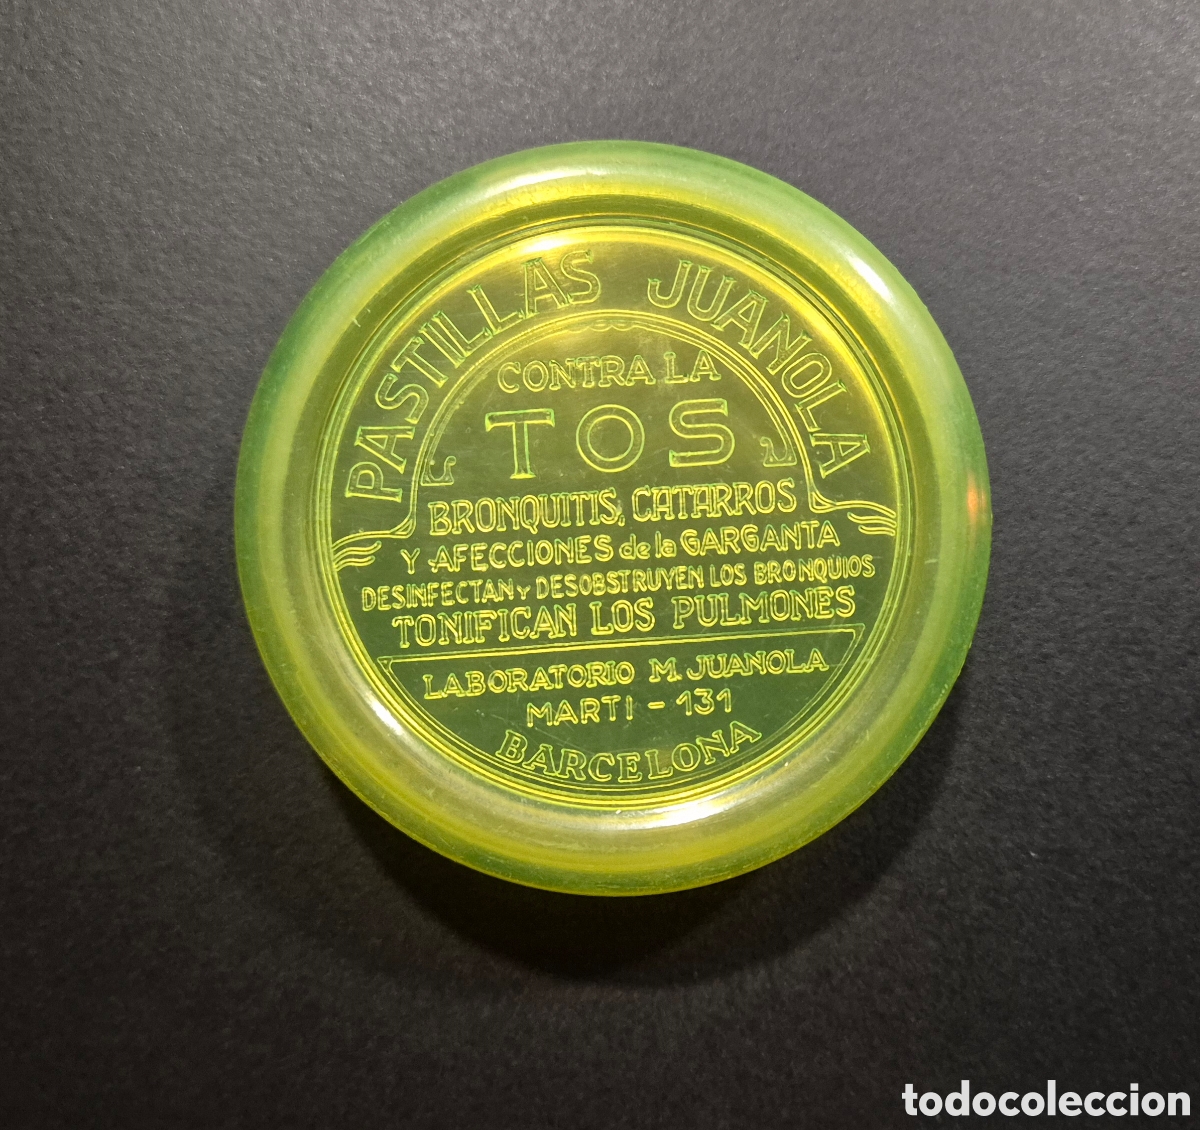 PASTILLAS JUANOLA
CONTRA LA
TOS
BRONQUITIS, CATARROS
Y AFECCIONES de la GARGANTA
DESINFECTAN Y DESOBSTRUYEN LOS BRONQUIOS
TONIFICAN LOS PULMONES
LABORATORIO M. JUANOLA
MARTI - 131
BARCELONA
todocoleccion